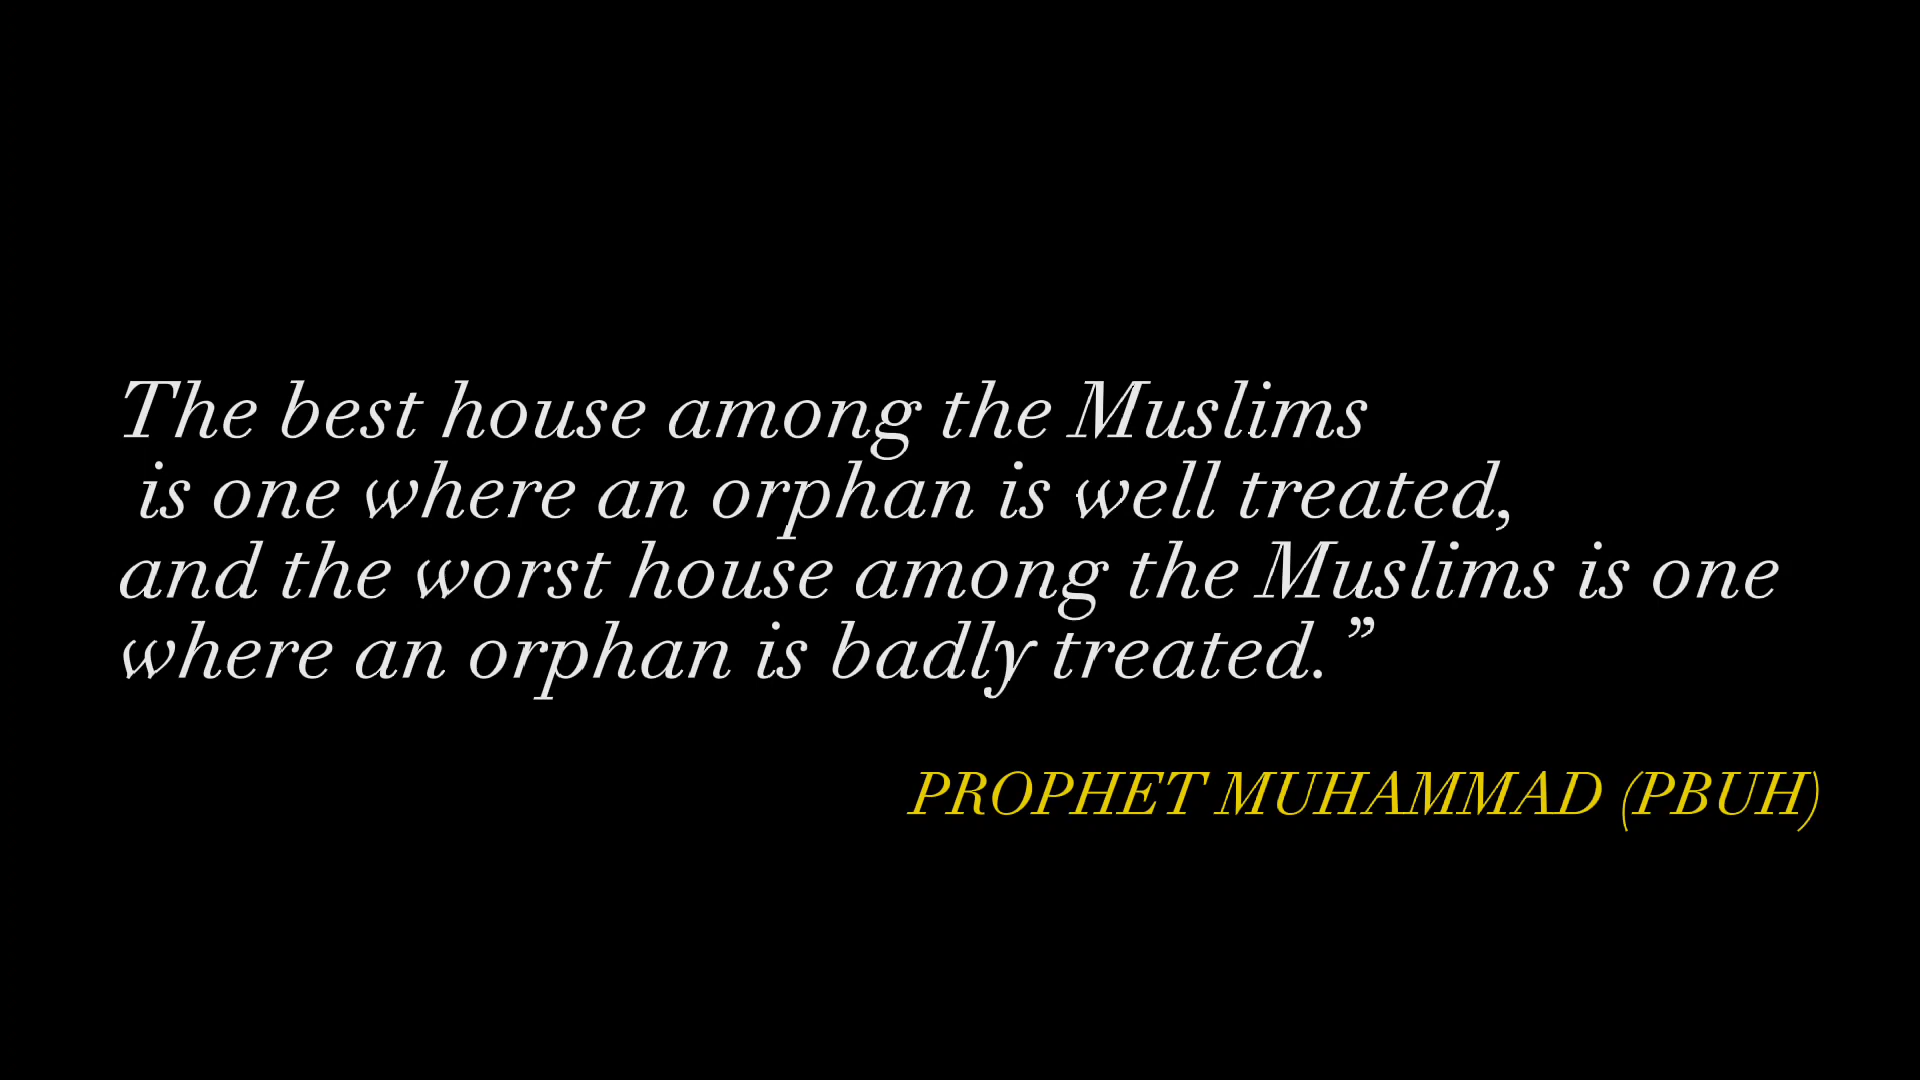 The best house among the Muslims
is one where an orphan is well treated,
and the worst house among the Muslims is one
where an orphan is badly treated.”
PROPHET MUHAMMAD (PBUH)